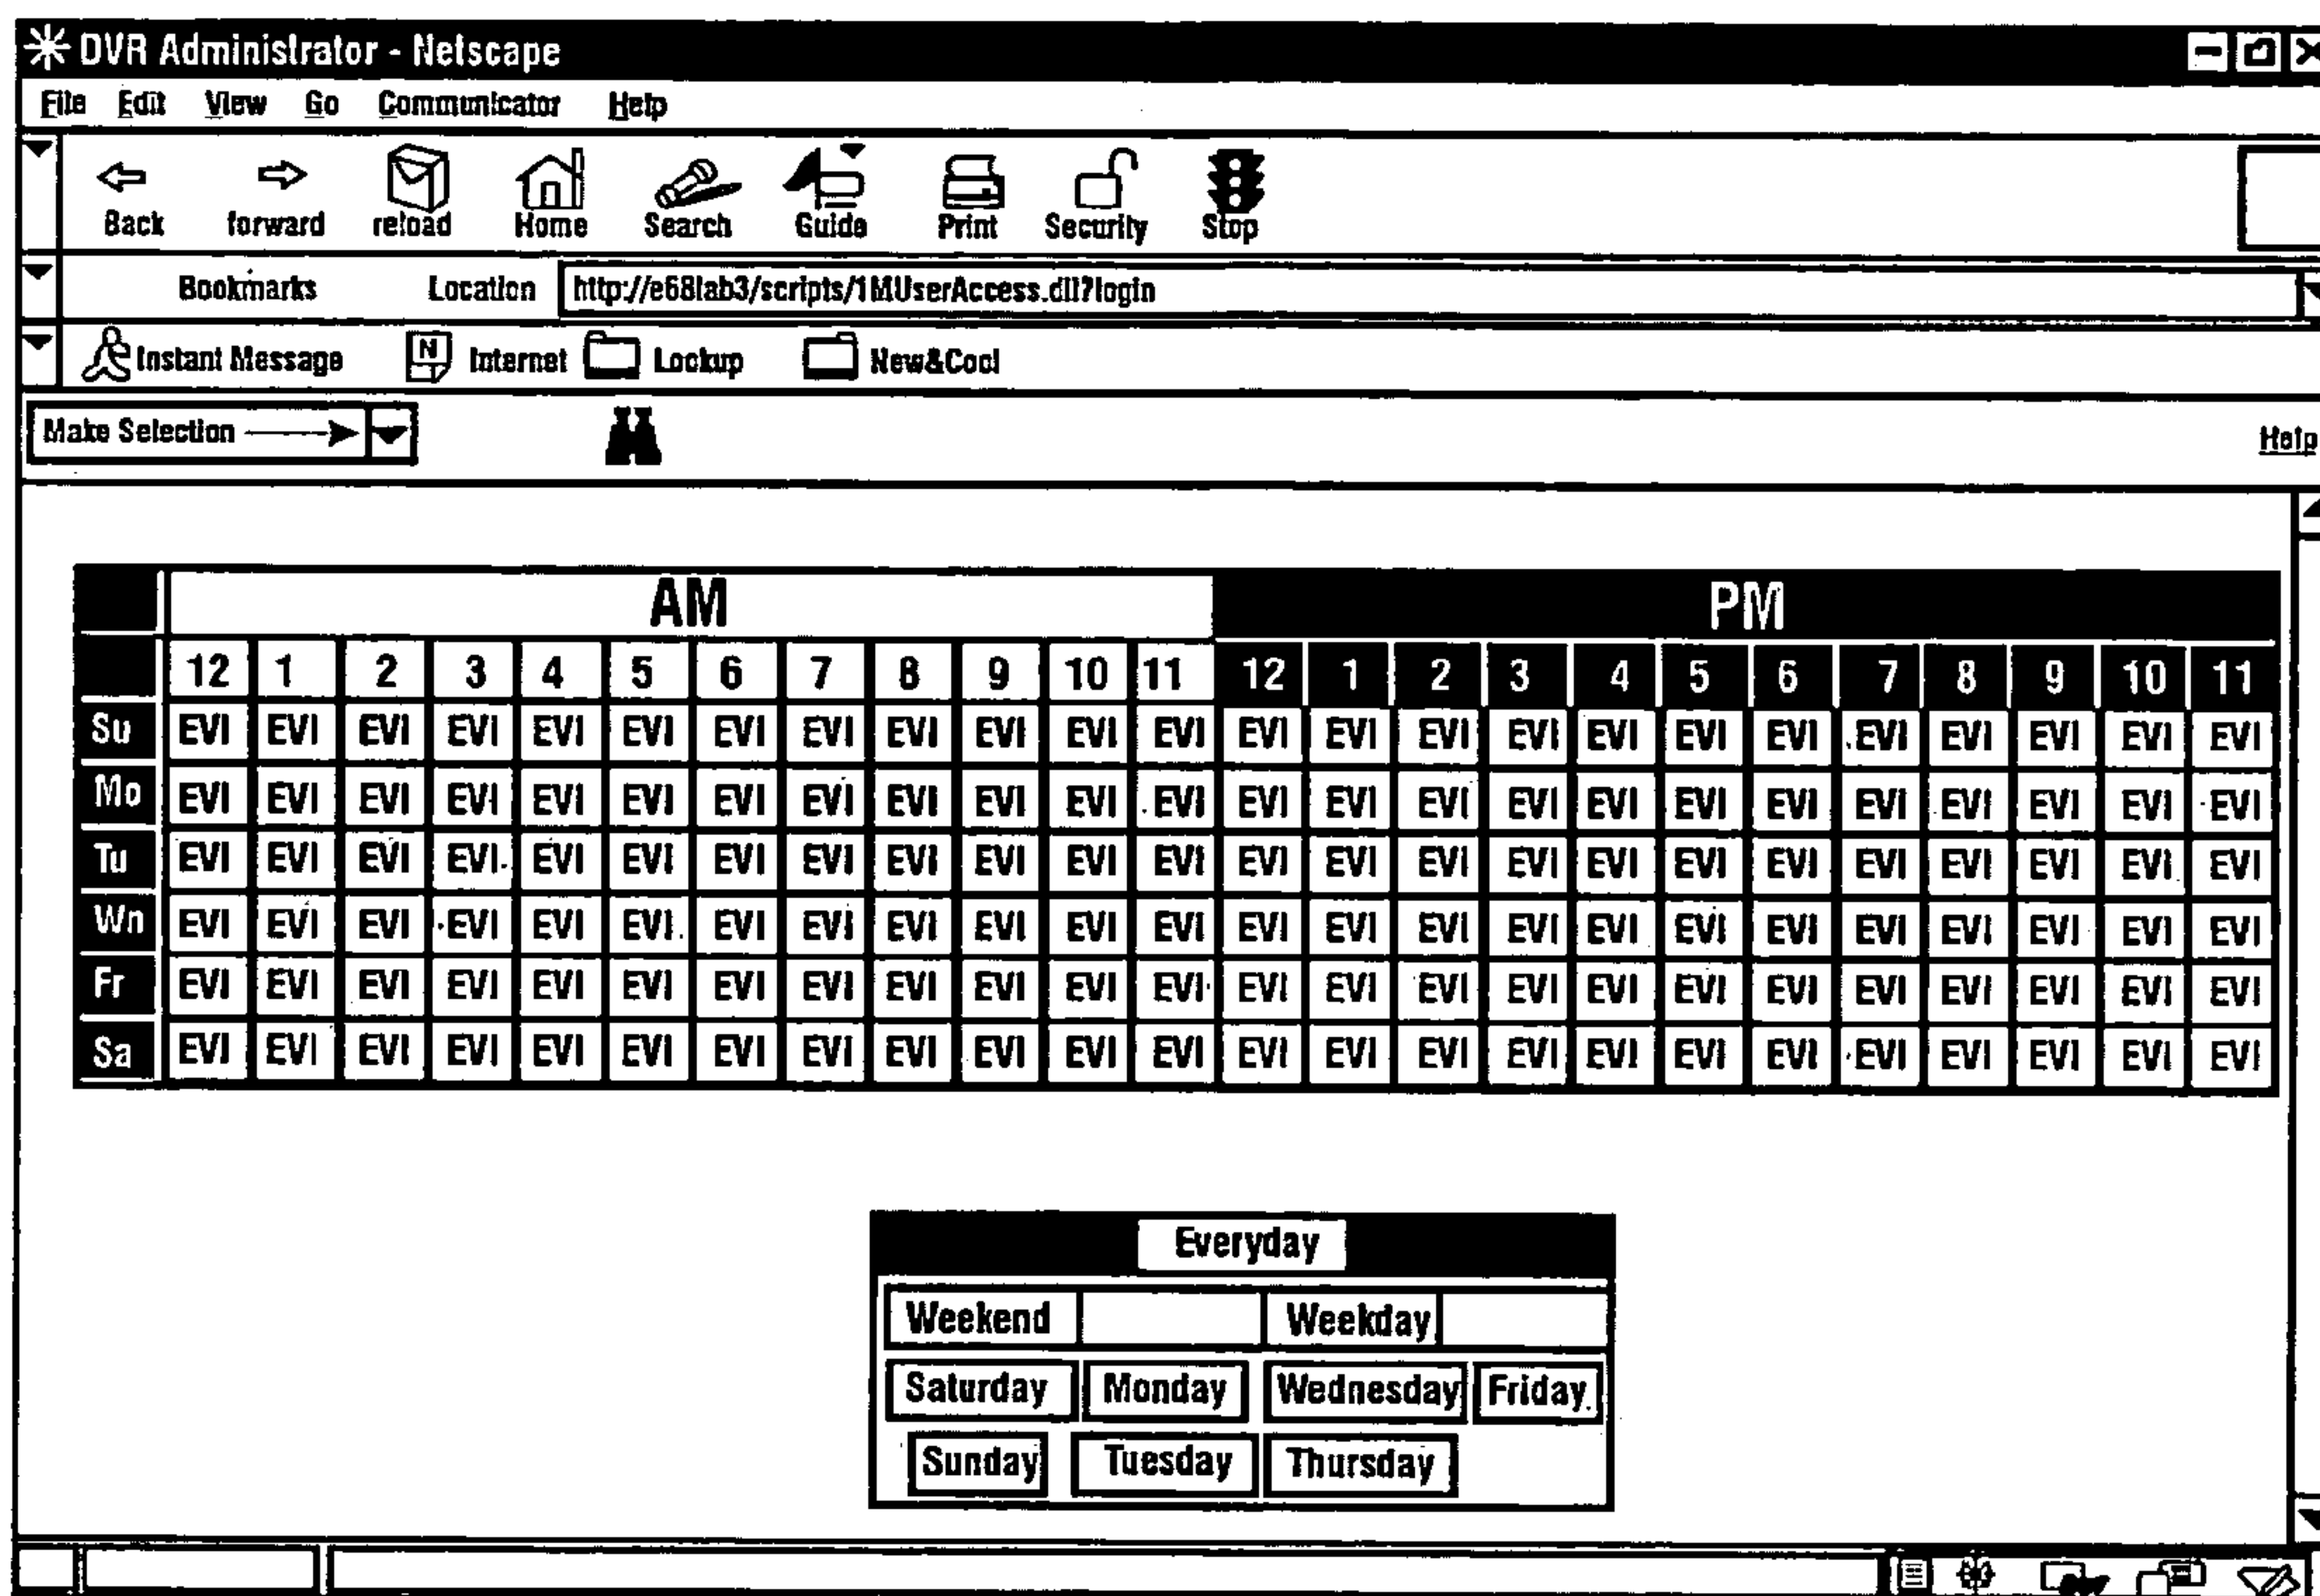 DVR Administrator - Netscape
File Edit View Go Communicator Help
Back forward reload Home Search Guide Print Security Stop
Bookmarks Location http://e68lab3/scripts/1MUserAccess.dll?login
Instant Message N Internet Lookup New&Cool
Make Selection Help
AM PM
12 1 2 3 4 5 6 7 8 9 10 11 12 1 2 3 4 5 6 7 8 9 10 11
Su EVI EVI EVI EVI EVI EVI EVI EVI EVI EVI EVI EVI EVI EVI EVI EVI EVI EVI EVI EVI EVI EVI EVI EVI
Mo EVI EVI EVI EVI EVI EVI EVI EVI EVI EVI EVI EVI EVI EVI EVI EVI EVI EVI EVI EVI EVI EVI EVI EVI
Tu EVI EVI EVI EVI EVI EVI EVI EVI EVI EVI EVI EVI EVI EVI EVI EVI EVI EVI EVI EVI EVI EVI EVI EVI
Wn EVI EVI EVI EVI EVI EVI EVI EVI EVI EVI EVI EVI EVI EVI EVI EVI EVI EVI EVI EVI EVI EVI EVI EVI
Fr EVI EVI EVI EVI EVI EVI EVI EVI EVI EVI EVI EVI EVI EVI EVI EVI EVI EVI EVI EVI EVI EVI EVI EVI
Sa EVI EVI EVI EVI EVI EVI EVI EVI EVI EVI EVI EVI EVI EVI EVI EVI EVI EVI EVI EVI EVI EVI EVI EVI
Everyday
Weekend Weekday
Saturday Monday Wednesday Friday
Sunday Tuesday Thursday